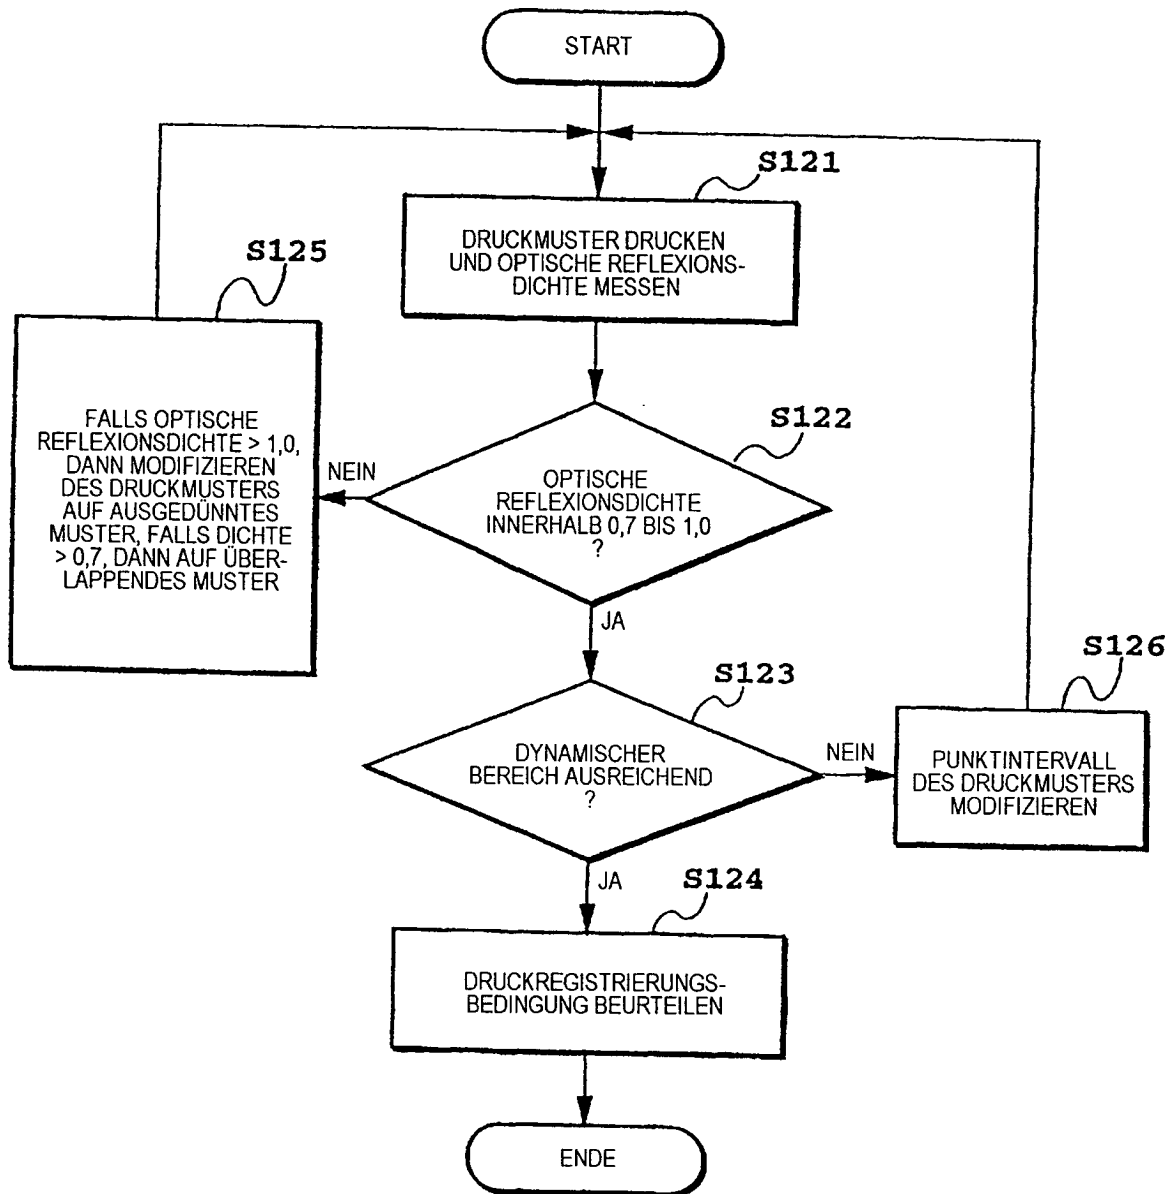 START
S121
DRUCKMUSTER DRUCKEN
UND OPTISCHE REFLEXIONS-
DICHTE MESSEN
S125
FALLS OPTISCHE
REFLEXIONSDICHTE > 1,0,
DANN MODIFIZIEREN
DES DRUCKMUSTERS
AUF AUSGEDÜNNTES
MUSTER, FALLS DICHTE
> 0,7, DANN AUF ÜBER-
LAPPENDES MUSTER
NEIN
S122
OPTISCHE
REFLEXIONSDICHTE
INNERHALB 0,7 BIS 1,0
?
JA
S123
DYNAMISCHER
BEREICH AUSREICHEND
?
NEIN
S126
PUNKTINTERVALL
DES DRUCKMUSTERS
MODIFIZIEREN
JA
S124
DRUCKREGISTRIERUNGS-
BEDINGUNG BEURTEILEN
ENDE